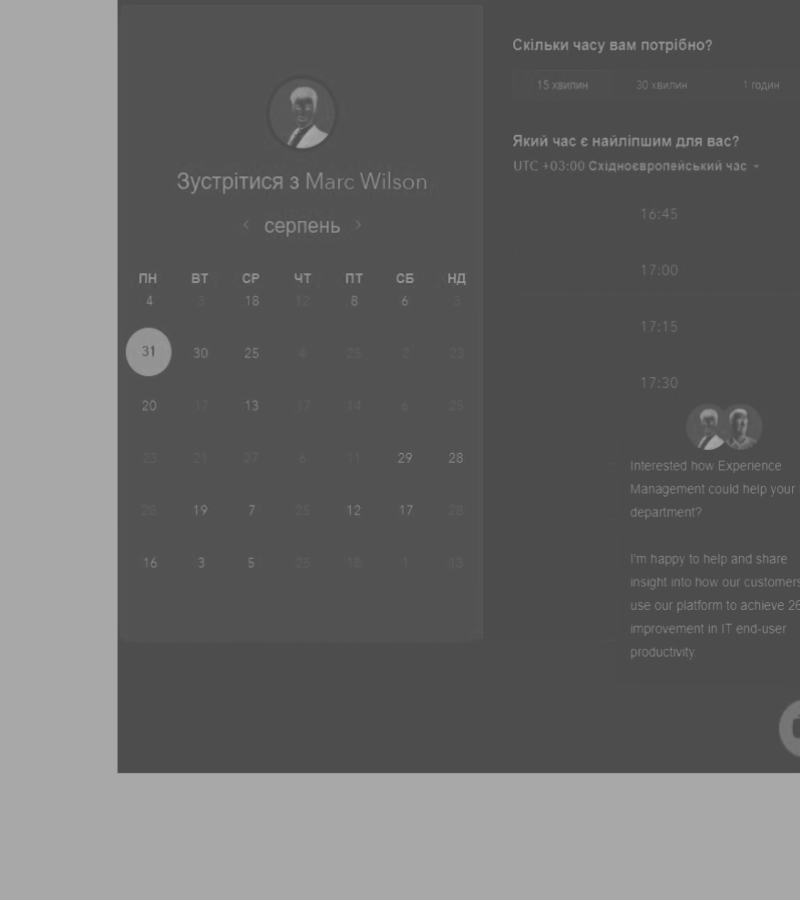 Зустрітися з Marc Wilson
серпень
ПН ВТ СР ЧТ ПТ СБ НД
4 3 18 12 8 6 3
31 30 25 4 25 2 23
20 17 13 17 14 6 25
23 21 27 6 11 29 28
26 19 7 25 12 17 28
16 3 5 25 18 1 13
Скільки часу вам потрібно?
15 хвилин 30 хвилин 1 годин
Який час є найліпшим для вас?
UTC +03:00 Східноєвропейський час
16:45
17:00
17:15
17:30
Interested how Experience
Management could help your
department?
I'm happy to help and share
insight into how our customers
use our platform to achieve 26
improvement in IT end-user
productivity.